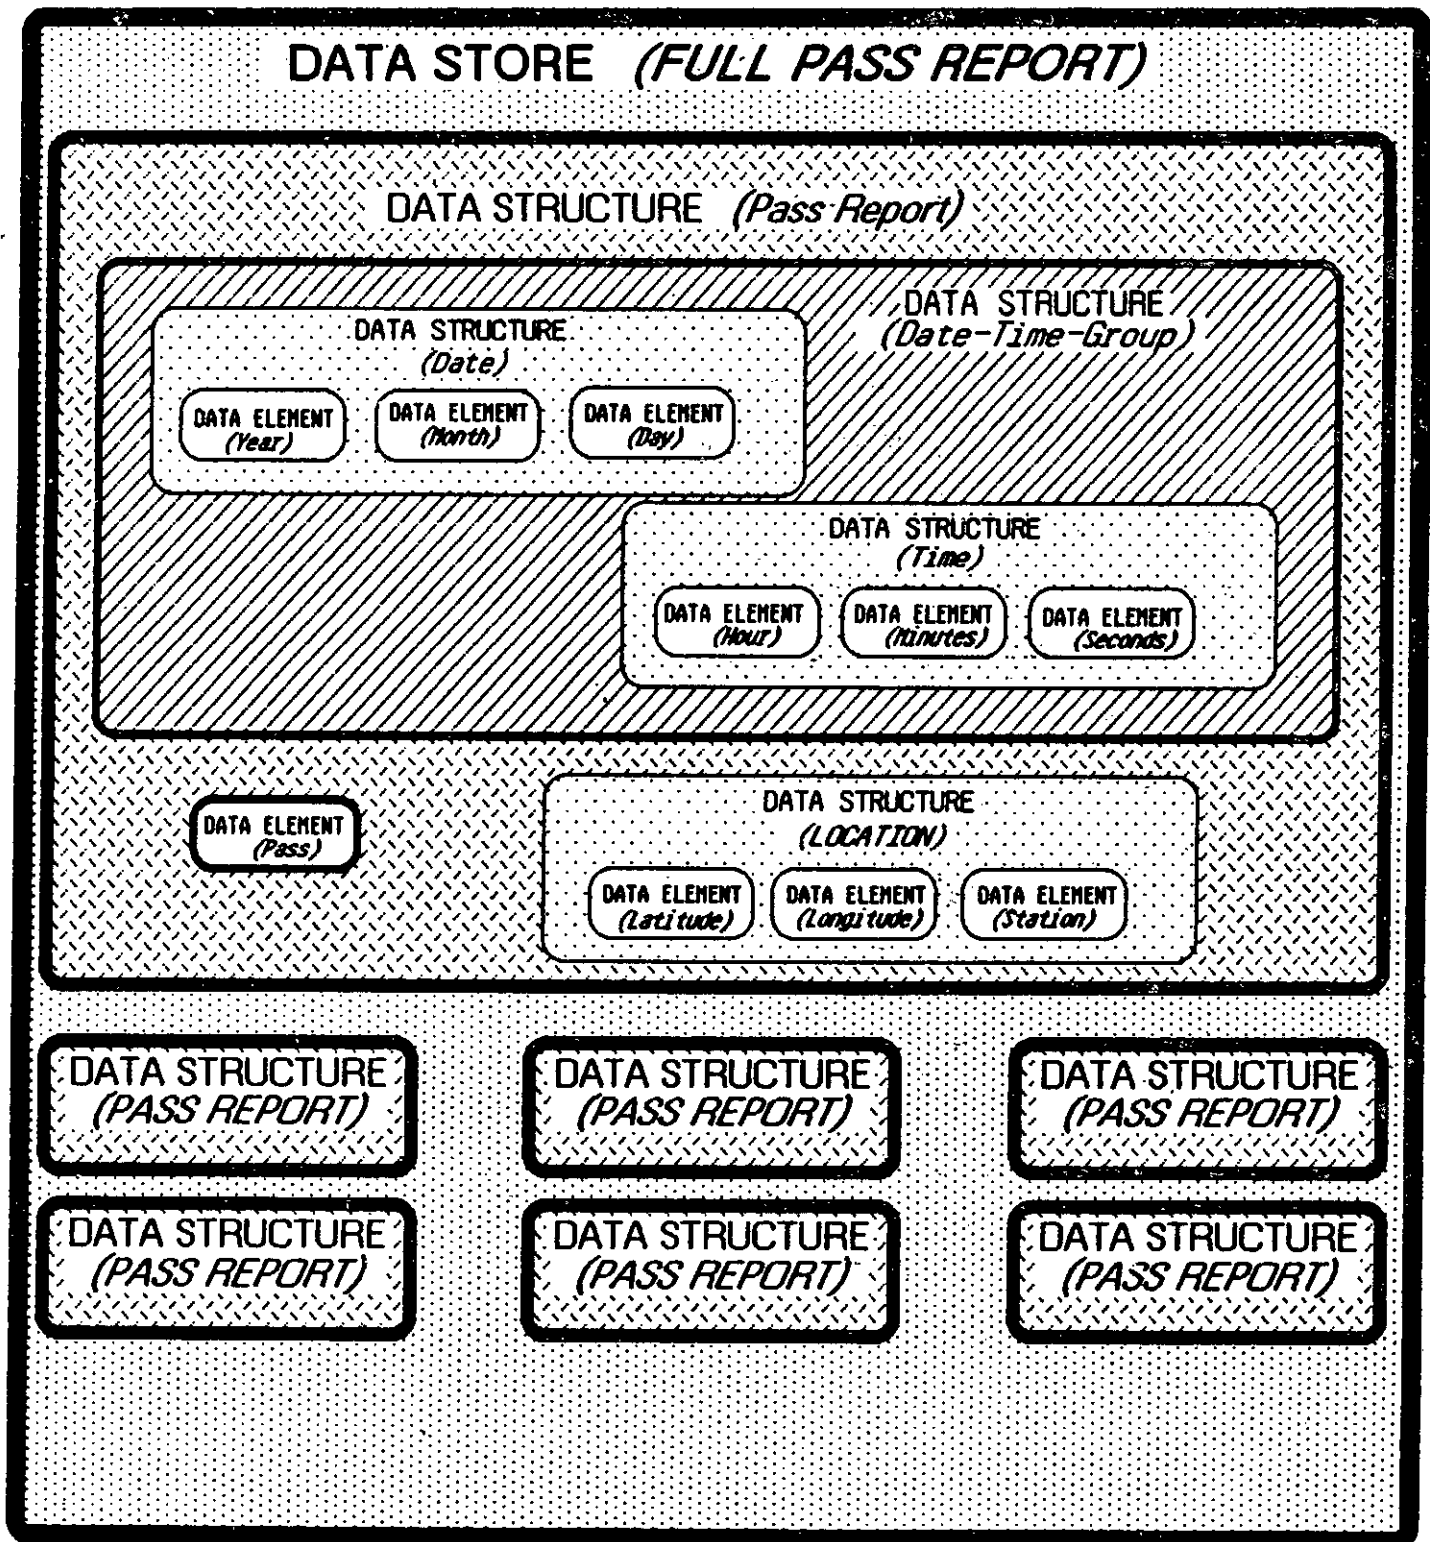 DATA STORE (FULL PASS REPORT)
DATA STRUCTURE (Pass Report)
DATA STRUCTURE
(Date-Time-Group)
DATA STRUCTURE
(Date)
DATA ELEMENT
(Year)
DATA ELEMENT
(Month)
DATA ELEMENT
(Day)
DATA STRUCTURE
(Time)
DATA ELEMENT
(Hour)
DATA ELEMENT
(Minutes)
DATA ELEMENT
(Seconds)
DATA ELEMENT
(Pass)
DATA STRUCTURE
(LOCATION)
DATA ELEMENT
(Latitude)
DATA ELEMENT
(Longitude)
DATA ELEMENT
(Station)
DATA STRUCTURE
(PASS REPORT)
DATA STRUCTURE
(PASS REPORT)
DATA STRUCTURE
(PASS REPORT)
DATA STRUCTURE
(PASS REPORT)
DATA STRUCTURE
(PASS REPORT)
DATA STRUCTURE
(PASS REPORT)